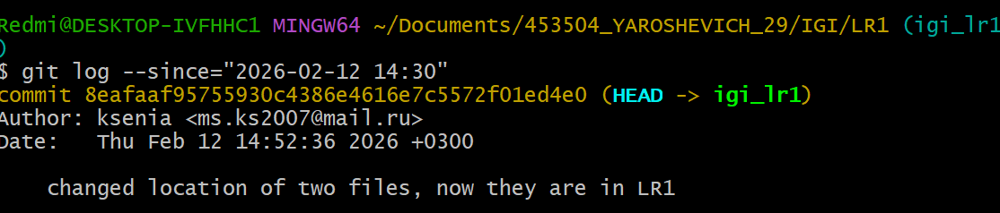 Redmi@DESKTOP-IVFHHC1 MINGW64 ~/Documents/453504_YAROSHEVICH_29/IGI/LR1 (igi_lr1
)
$ git log --since="2026-02-12 14:30"
commit 8eafaaf95755930c4386e4616e7c5572f01ed4e0 (HEAD -> igi_lr1)
Author: ksenia <ms.ks2007@mail.ru>
Date:   Thu Feb 12 14:52:36 2026 +0300
    changed location of two files, now they are in LR1